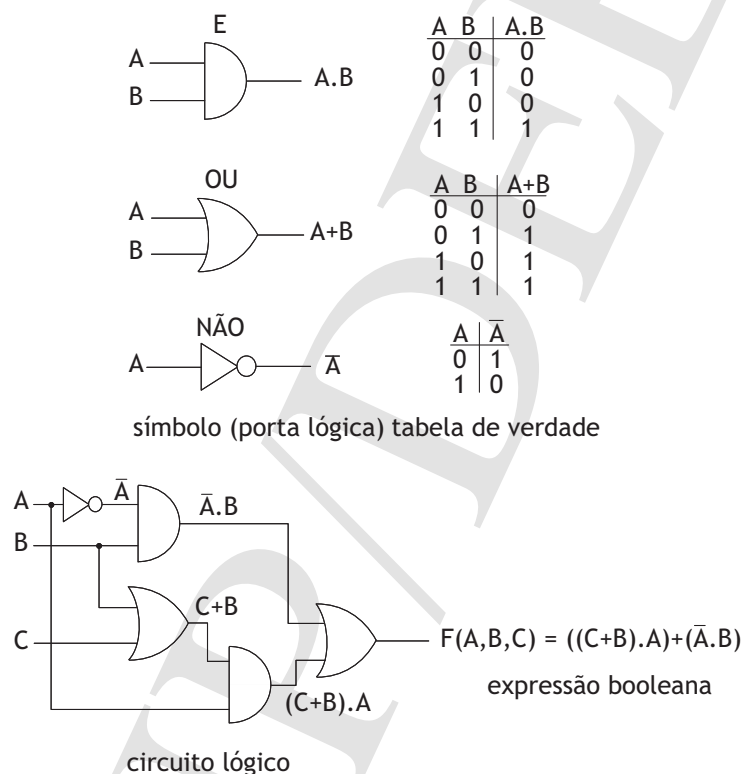 E
A
B
A.B
A B A.B
0 0 0
0 1 0
1 0 0
1 1 1
OU
A
B
A+B
A B A+B
0 0 0
0 1 1
1 0 1
1 1 1
NÃO
A
A̅
A A̅
0 1
1 0
símbolo (porta lógica) tabela de verdade
A
A̅
A̅.B
B
C+B
C
F(A,B,C) = ((C+B).A)+(A̅.B)
expressão booleana
(C+B).A
circuito lógico